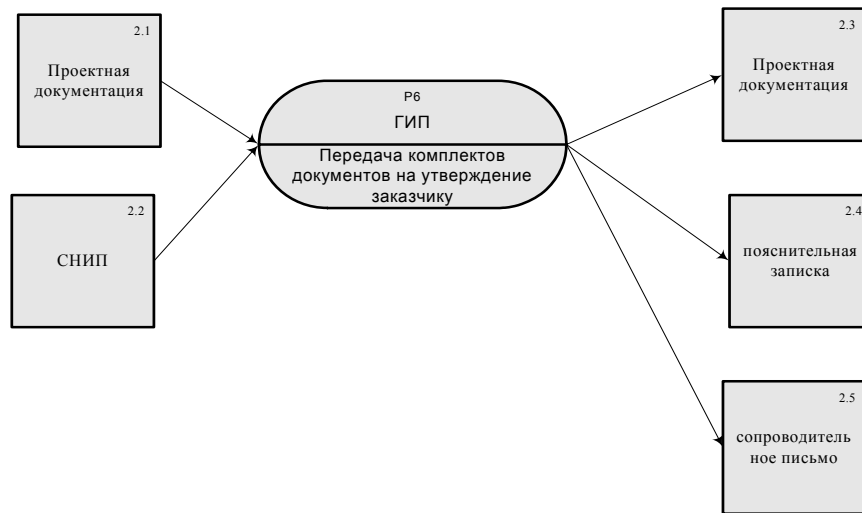 2.1
Проектная
документация
2.2
СНИП
P6
ГИП
Передача комплектов
документов на утверждение
заказчику
2.3
Проектная
документация
2.4
пояснительная
записка
2.5
сопроводитель
ное письмо